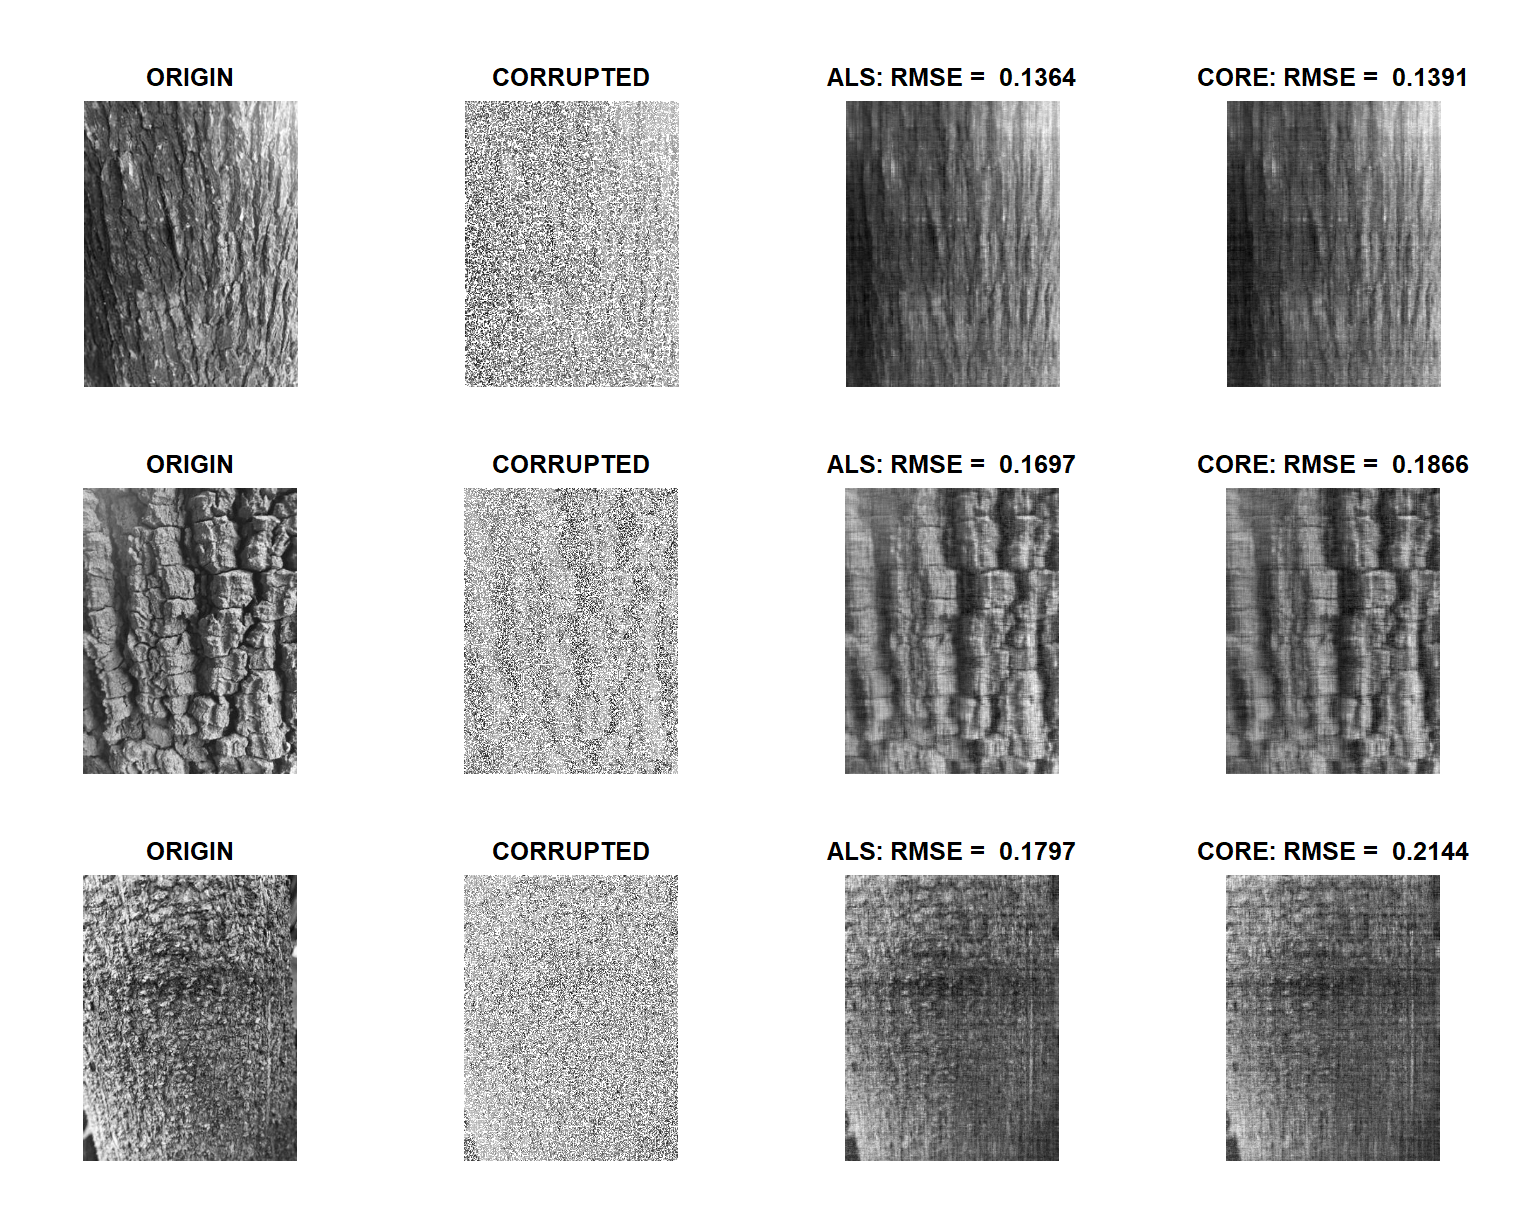 ORIGIN CORRUPTED ALS: RMSE = 0.1364 CORE: RMSE = 0.1391
ORIGIN CORRUPTED ALS: RMSE = 0.1697 CORE: RMSE = 0.1866
ORIGIN CORRUPTED ALS: RMSE = 0.1797 CORE: RMSE = 0.2144